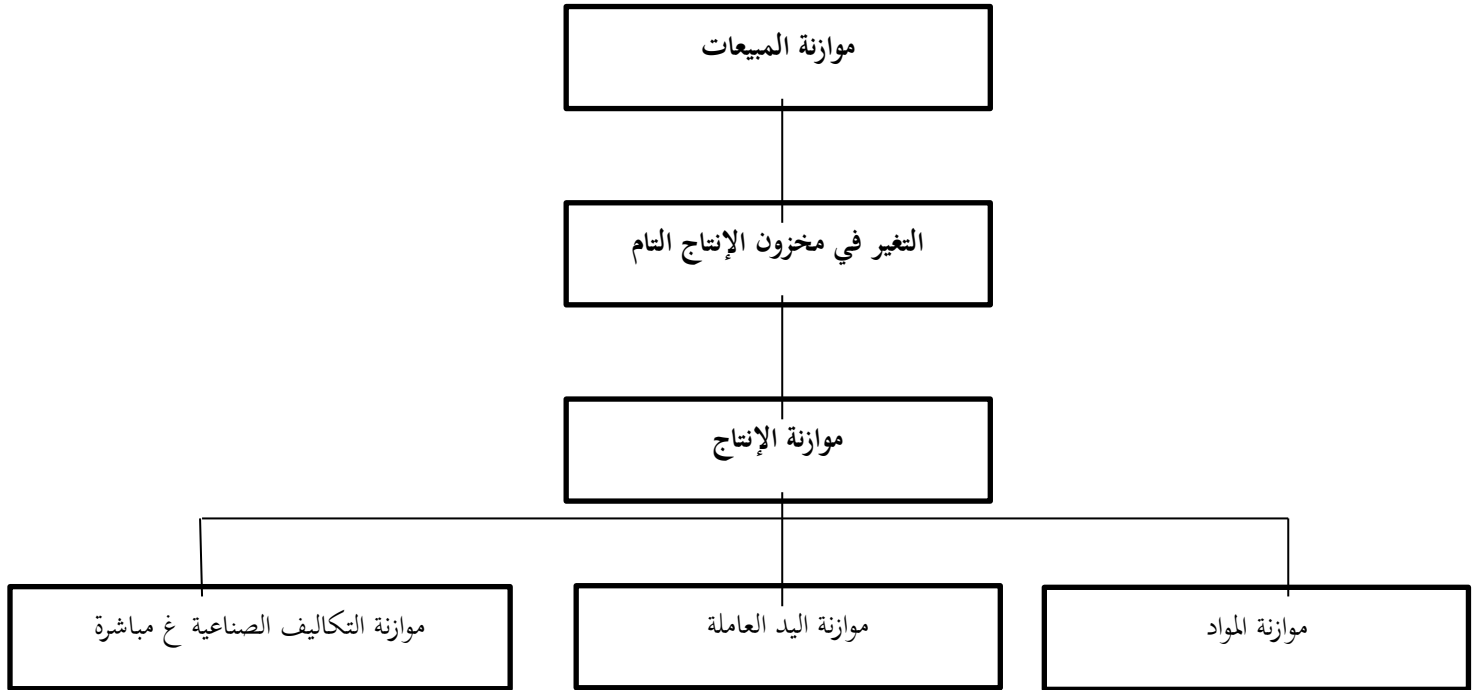 موازنة المبيعات
التغير في مخزون الإنتاج التام
موازنة الإنتاج
موازنة المواد
موازنة اليد العاملة
موازنة التكاليف الصناعية غ مباشرة